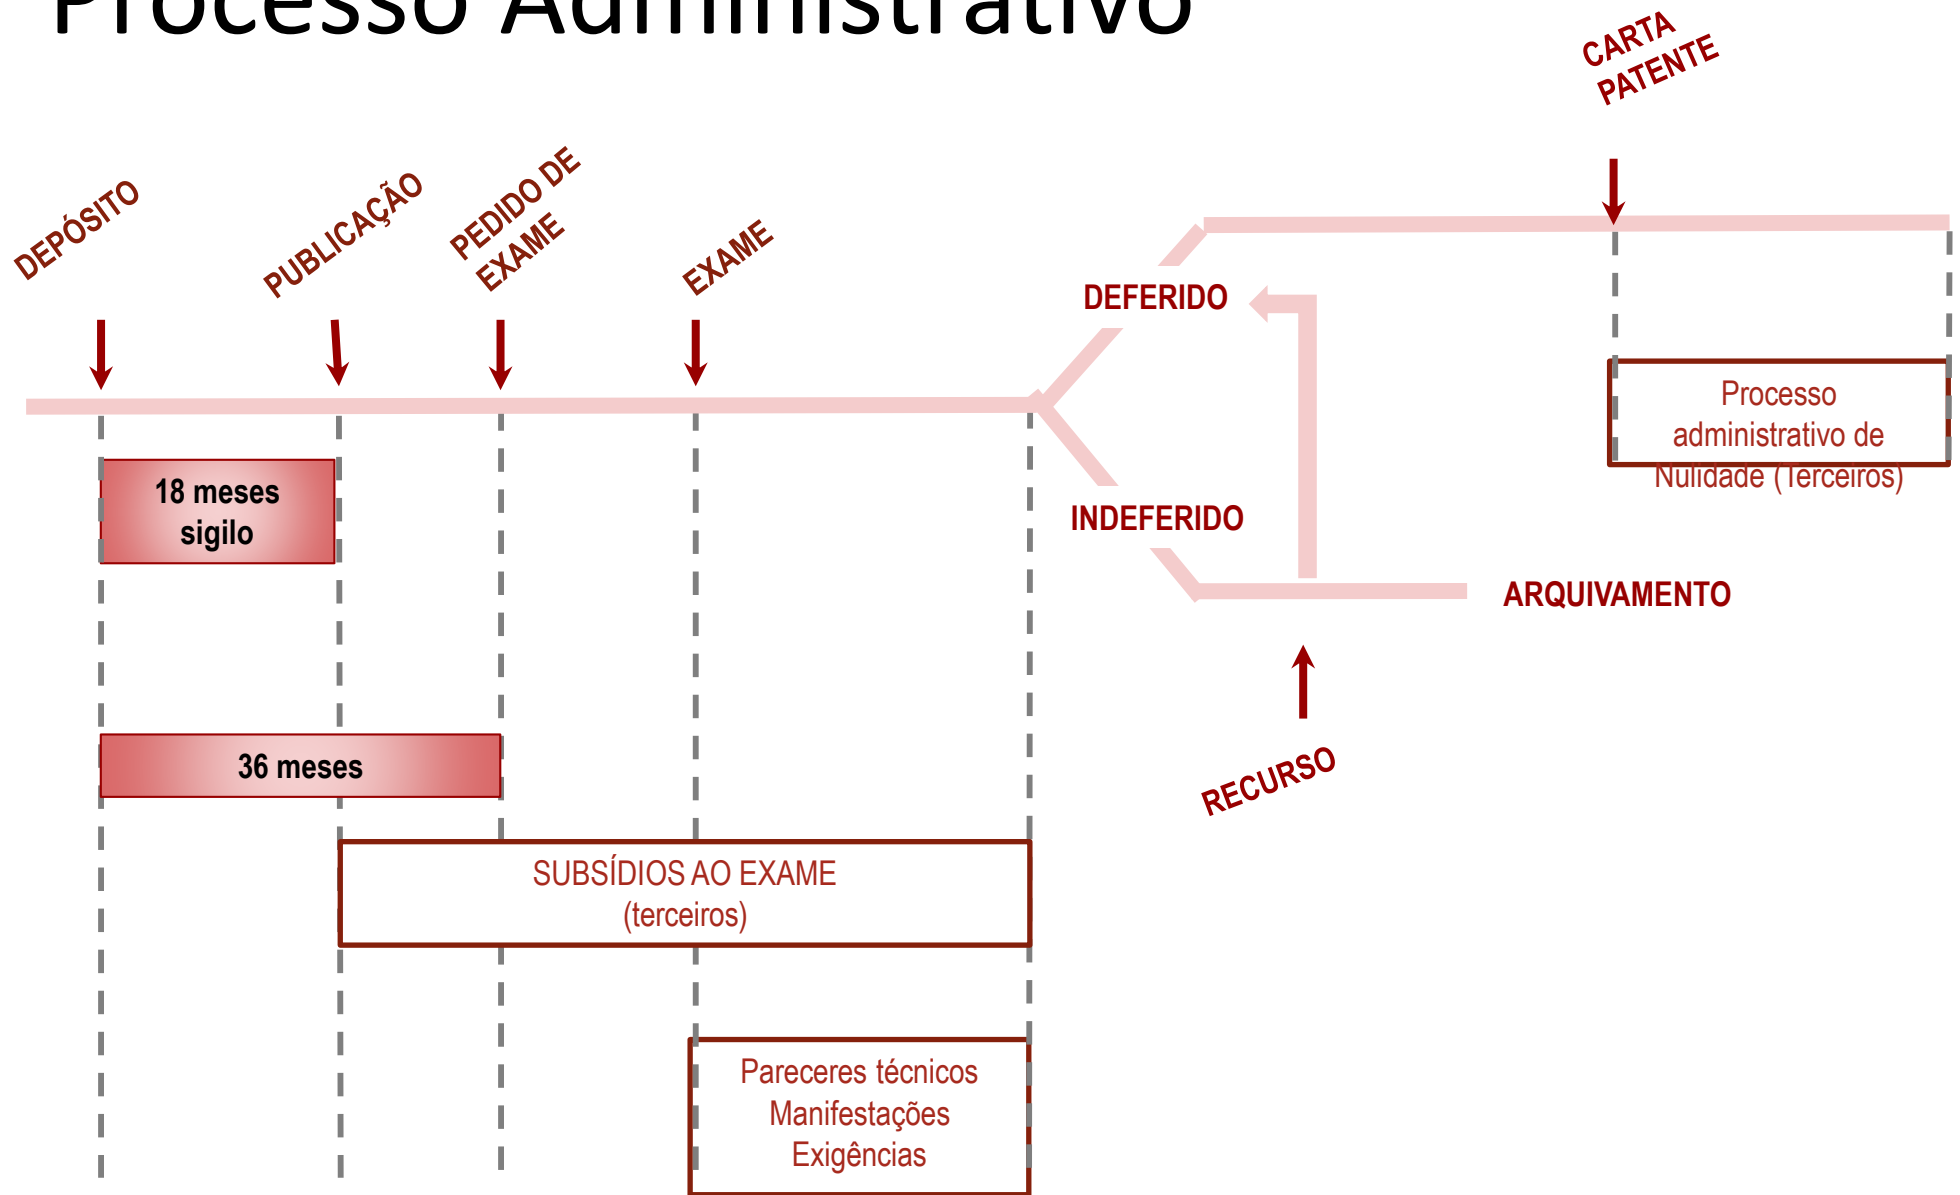 Processo Administrativo
CARTA
PATENTE
DEPÓSITO
PUBLICAÇÃO
PEDIDO DE
EXAME
EXAME
DEFERIDO
Processo
administrativo de
Nulidade (Terceiros)
18 meses
sigilo
INDEFERIDO
ARQUIVAMENTO
36 meses
RECURSO
SUBSÍDIOS AO EXAME
(terceiros)
Pareceres técnicos
Manifestações
Exigências